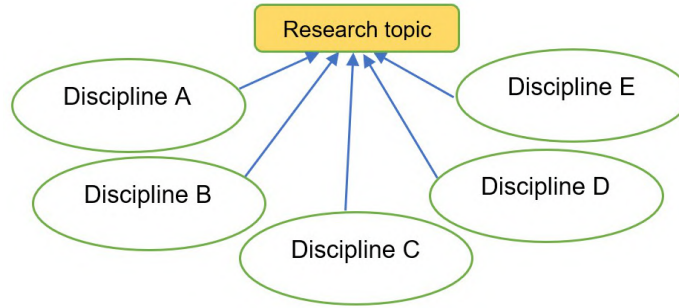 Research topic
Discipline A
Discipline E
Discipline B
Discipline D
Discipline C